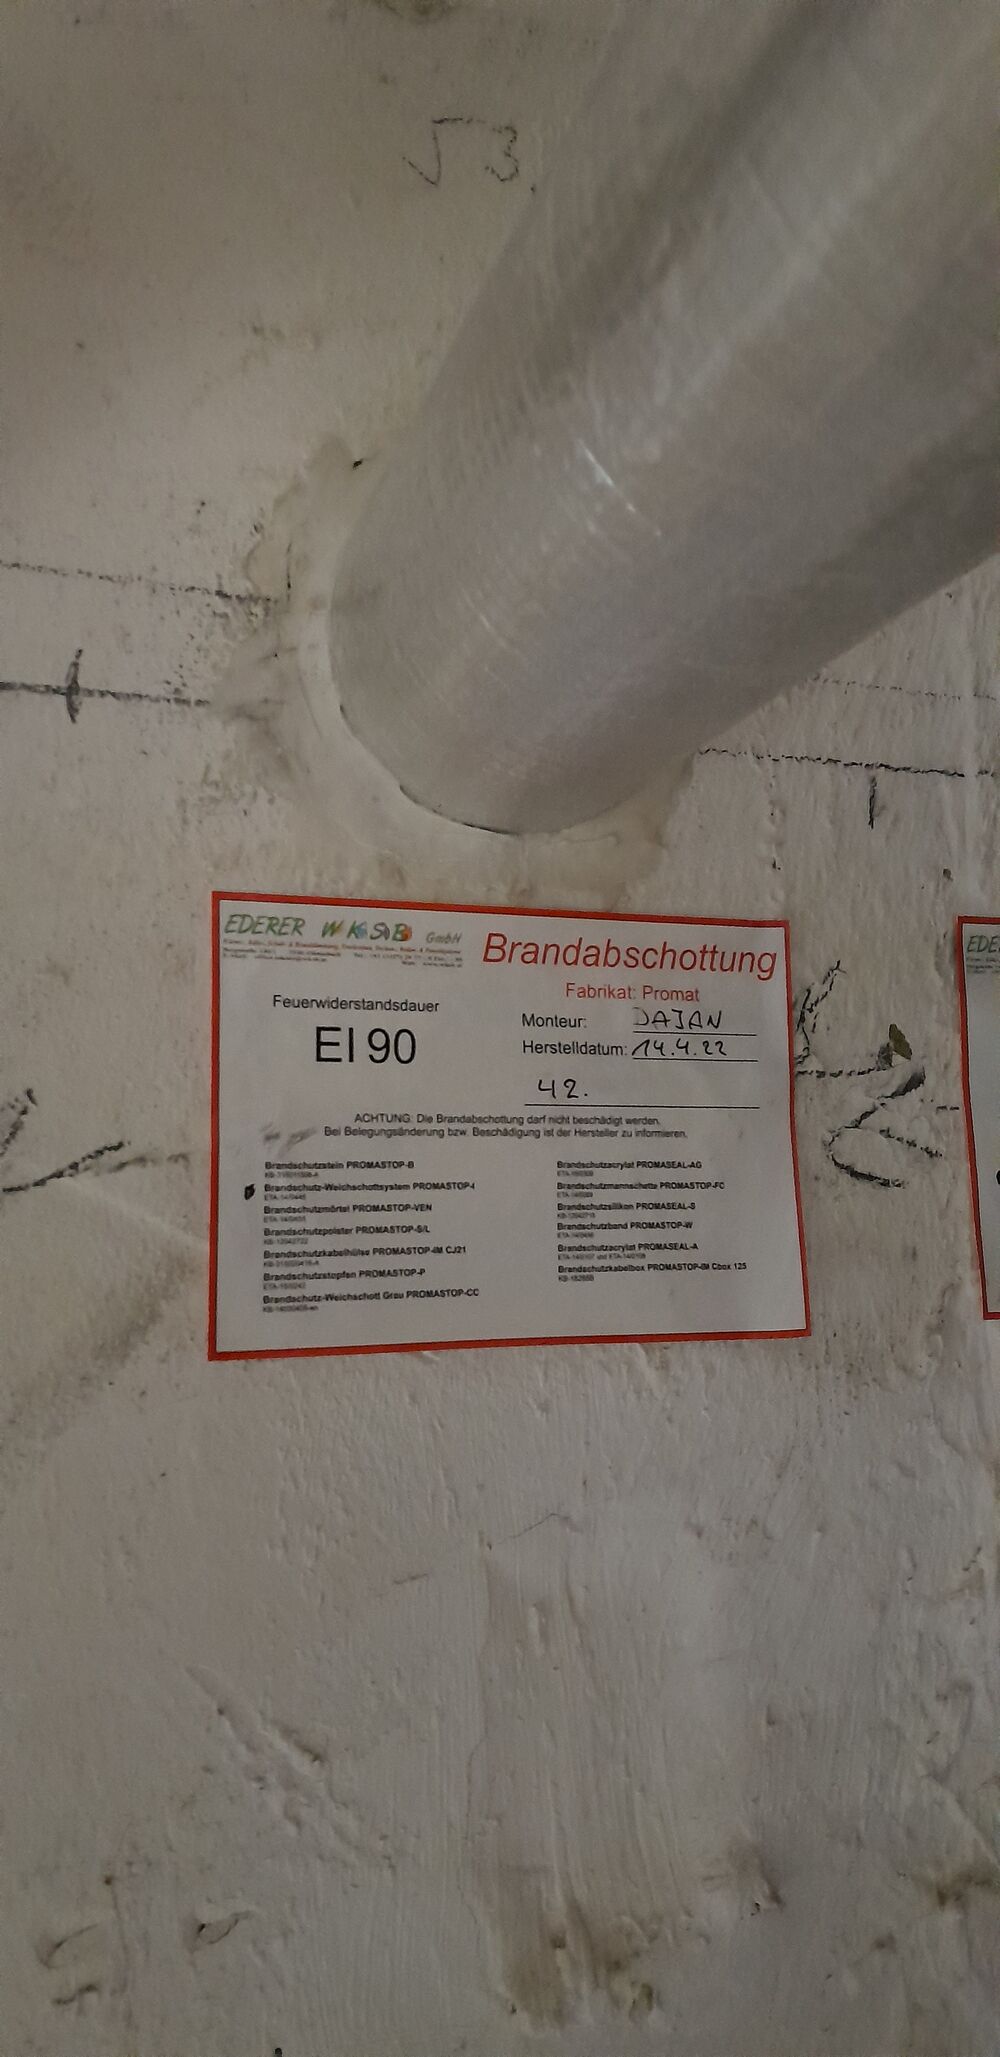 EDERER WKSB GmbH
Brandabschottung
Fabrikat: Promat
Feuerwiderstandsdauer
EI 90
Monteur: DAJAN
Herstelldatum: 14.4.22
42.
ACHTUNG: Die Brandabschottung darf nicht beschädigt werden.
Bei Belegungsänderung bzw. Beschädigung ist der Hersteller zu informieren.
Brandschutzstein PROMASTOP-B
Brandschutz-Weichschottsystem PROMASTOP-I
Brandschutzmörtel PROMASTOP-VEN
Brandschutzpolster PROMASTOP-S/L
Brandschutzkabelhülse PROMASTOP-IM CJ21
Brandschutzstopfen PROMASTOP-P
Brandschutz-Weichschott Grau PROMASTOP-CC
Brandschutzacrylat PROMASEAL-AG
Brandschutzmannschette PROMASTOP-FC
Brandschutzsilikon PROMASEAL-S
Brandschutzband PROMASTOP-W
Brandschutzacrylat PROMASEAL-A
Brandschutzkabelbox PROMASTOP-IM Cbox 125
EDE